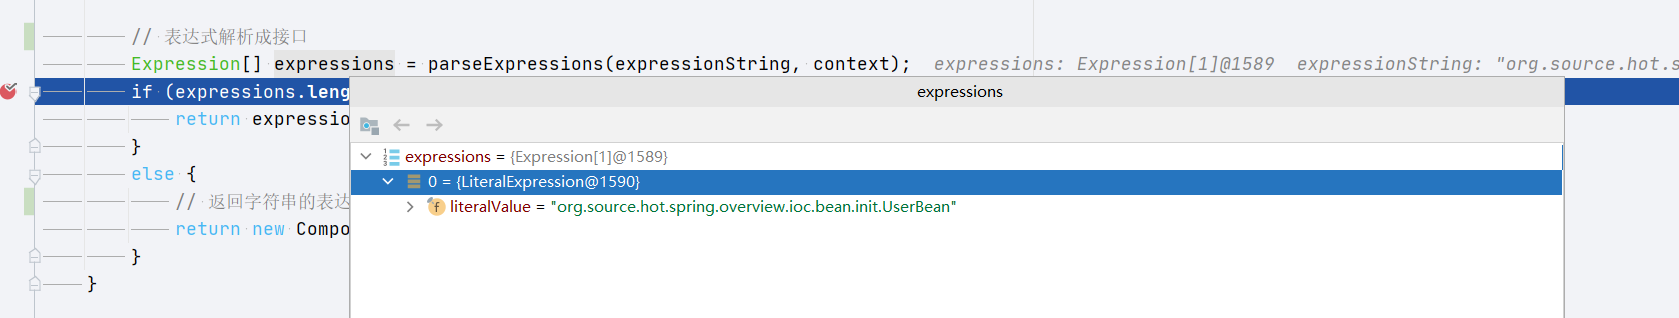 // 表达式解析成接口
Expression[] expressions = parseExpressions(expressionString, context);  expressions: Expression[1]@1589  expressionString: "org.source.hot.s
if (expressions.leng
expressions
return expressio
}
expressions = {Expression[1]@1589}
else {
0 = {LiteralExpression@1590}
// 返回字符串的表达
literalValue = "org.source.hot.spring.overview.ioc.bean.init.UserBean"
return new Compo
}
}